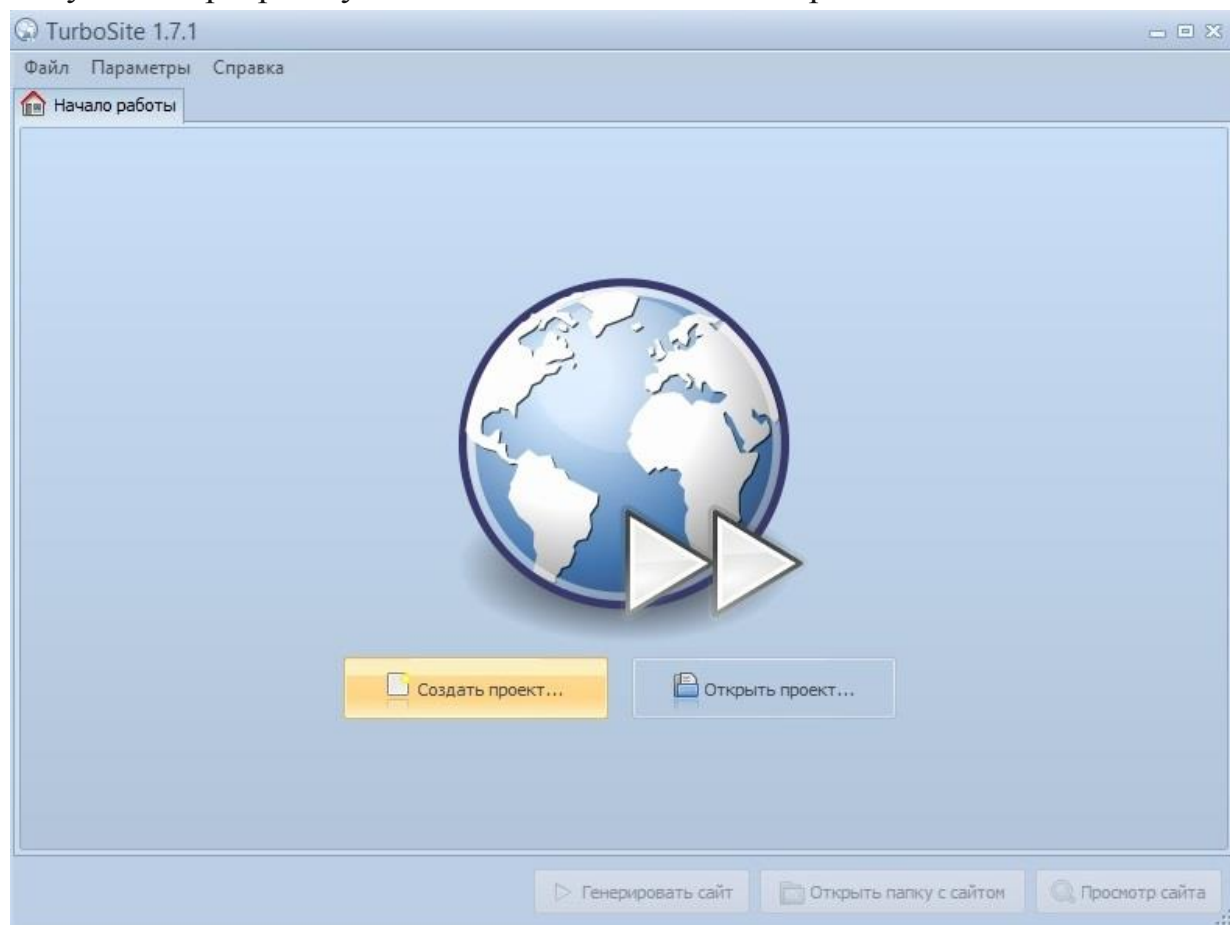 TurboSite 1.7.1
Файл Параметры Справка
Начало работы
Создать проект... Открыть проект...
Генерировать сайт Открыть папку с сайтом Просмотр сайта